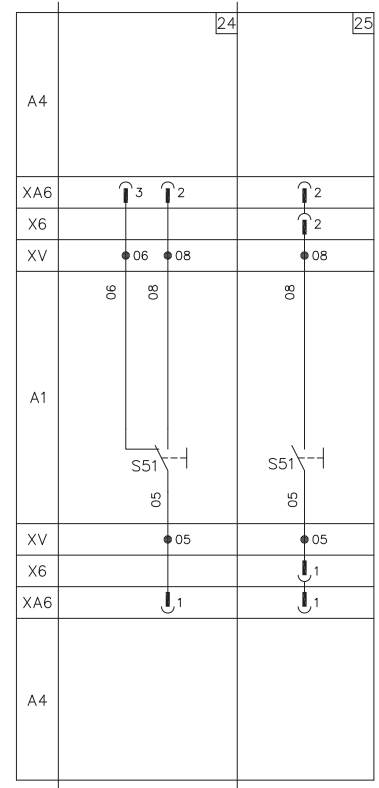 24 25
A4
XA6 3 2 2
X6 2
XV 06 08 08
06 08 08
A1
S51 S51
05 05
XV 05 05
X6 1
XA6 1 1
A4